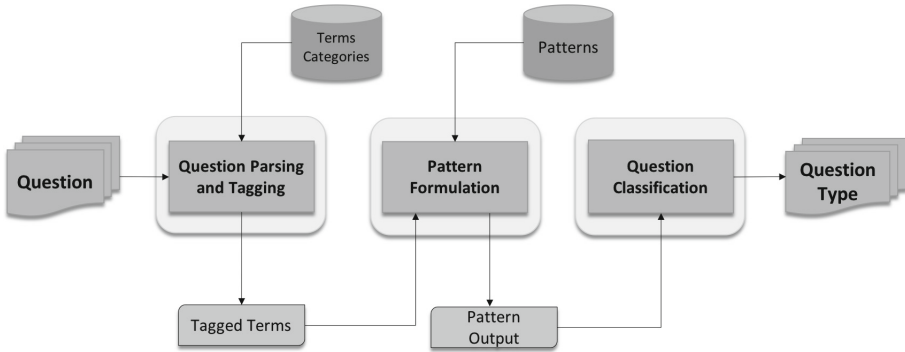 Terms
Categories
Patterns
Question
Question Parsing
and Tagging
Pattern
Formulation
Question
Classification
Question
Type
Tagged Terms
Pattern
Output